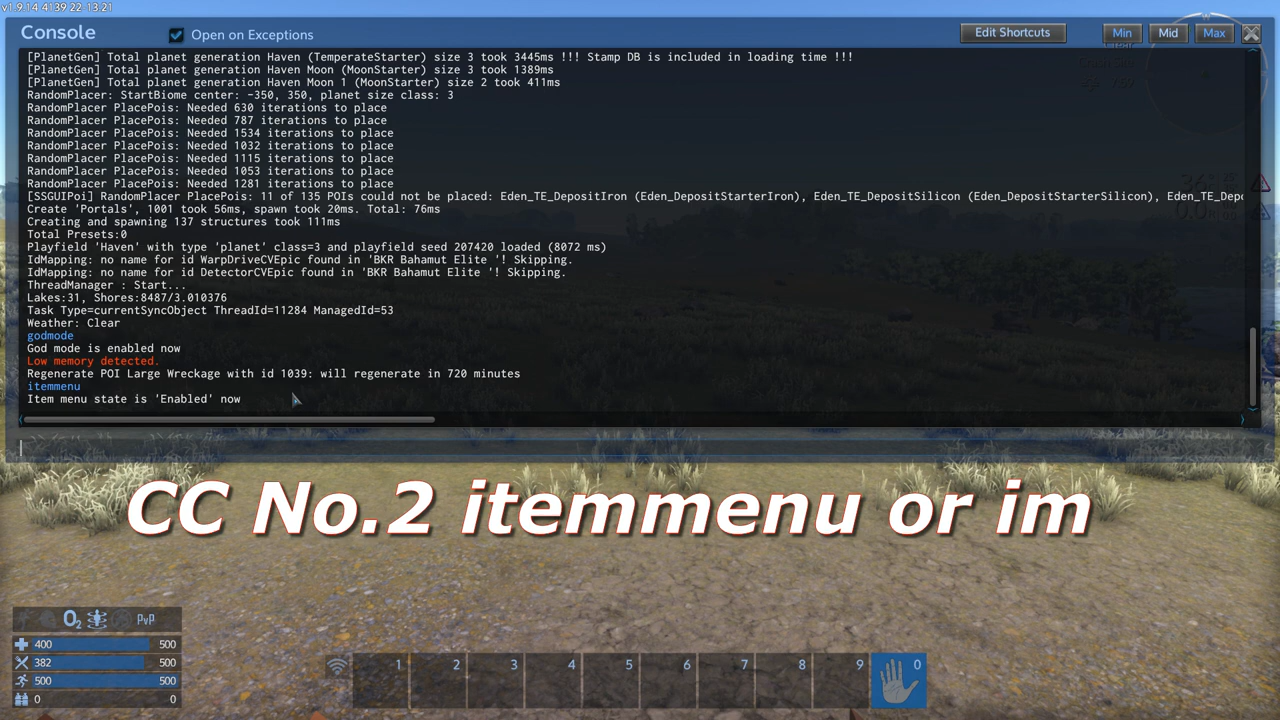 v1.9.14 4139 22:13:21
Console
Open on Exceptions
Edit Shortcuts
Min
Mid
Max
[PlanetGen] Total planet generation Haven (TemperateStarter) size 3 took 3445ms !!! Stamp DB is included in loading time !!!
[PlanetGen] Total planet generation Haven Moon (MoonStarter) size 3 took 1389ms
[PlanetGen] Total planet generation Haven Moon 1 (MoonStarter) size 2 took 411ms
RandomPlacer: StartBiome center: -350, 350, planet size class: 3
RandomPlacer PlacePois: Needed 630 iterations to place
RandomPlacer PlacePois: Needed 787 iterations to place
RandomPlacer PlacePois: Needed 1534 iterations to place
RandomPlacer PlacePois: Needed 1032 iterations to place
RandomPlacer PlacePois: Needed 1115 iterations to place
RandomPlacer PlacePois: Needed 1053 iterations to place
RandomPlacer PlacePois: Needed 1281 iterations to place
[SSGUIPoi] RandomPlacer PlacePois: 11 of 135 POIs could not be placed: Eden_TE_DepositIron (Eden_DepositStarterIron), Eden_TE_DepositSilicon (Eden_DepositStarterSilicon), Eden_TE_Depo
Create 'Portals', 1001 took 56ms, spawn took 20ms. Total: 76ms
Creating and spawning 137 structures took 111ms
Total Presets:0
Playfield 'Haven' with type 'planet' class=3 and playfield seed 207420 loaded (8072 ms)
IdMapping: no name for id WarpDriveCVEpic found in 'BKR Bahamut Elite '! Skipping.
IdMapping: no name for id DetectorCVEpic found in 'BKR Bahamut Elite '! Skipping.
ThreadManager : Start...
Lakes:31, Shores:8487/3.010376
Task Type=currentSyncObject ThreadId=11284 ManagedId=53
Weather: Clear
godmode
God mode is enabled now
Low memory detected.
Regenerate POI Large Wreckage with id 1039: will regenerate in 720 minutes
itemmenu
Item menu state is 'Enabled' now
CC No.2 itemmenu or im
O2 PvP
400 500
382 500
500 500
0 0
1 2 3 4 5 6 7 8 9 0